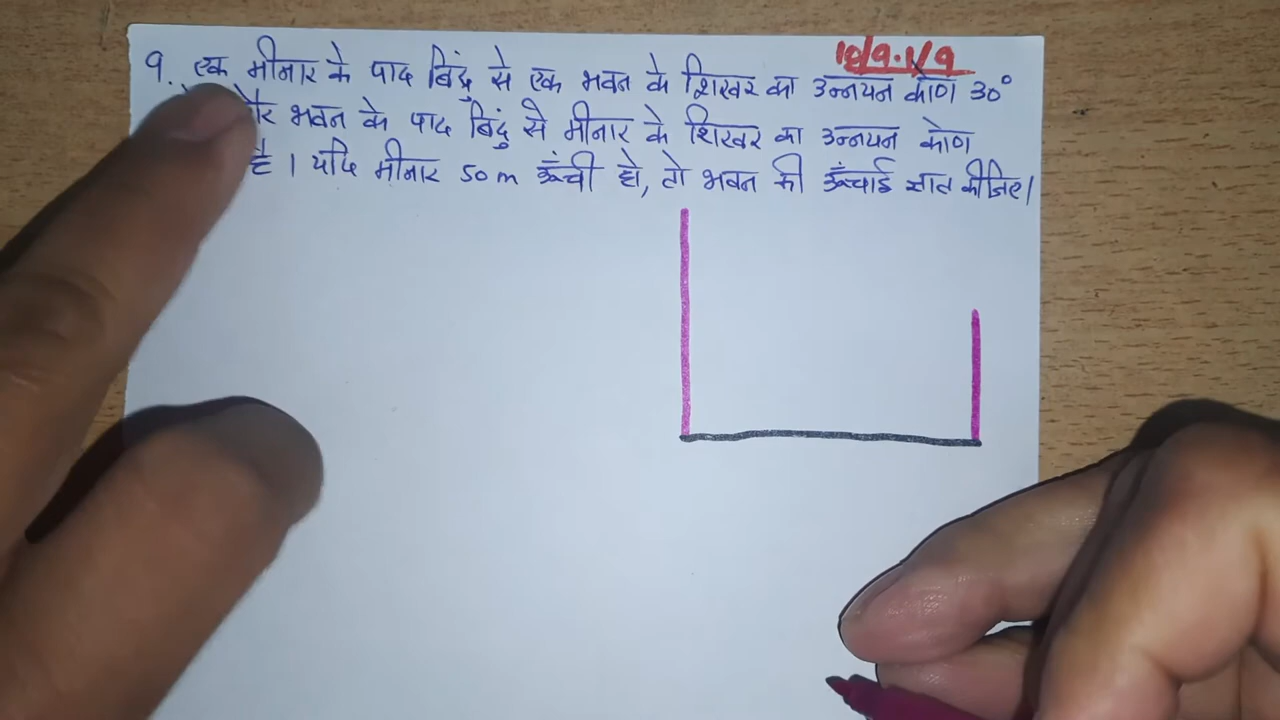 10/9.1/9
9. एक मीनार के पाद बिंदु से एक भवन के शिखर का उन्नयन कोण 30°
भवन के पाद बिंदु से मीनार के शिखर का उन्नयन कोण
है । यदि मीनार 50 m ऊँची हो, तो भवन की ऊँचाई ज्ञात कीजिए।